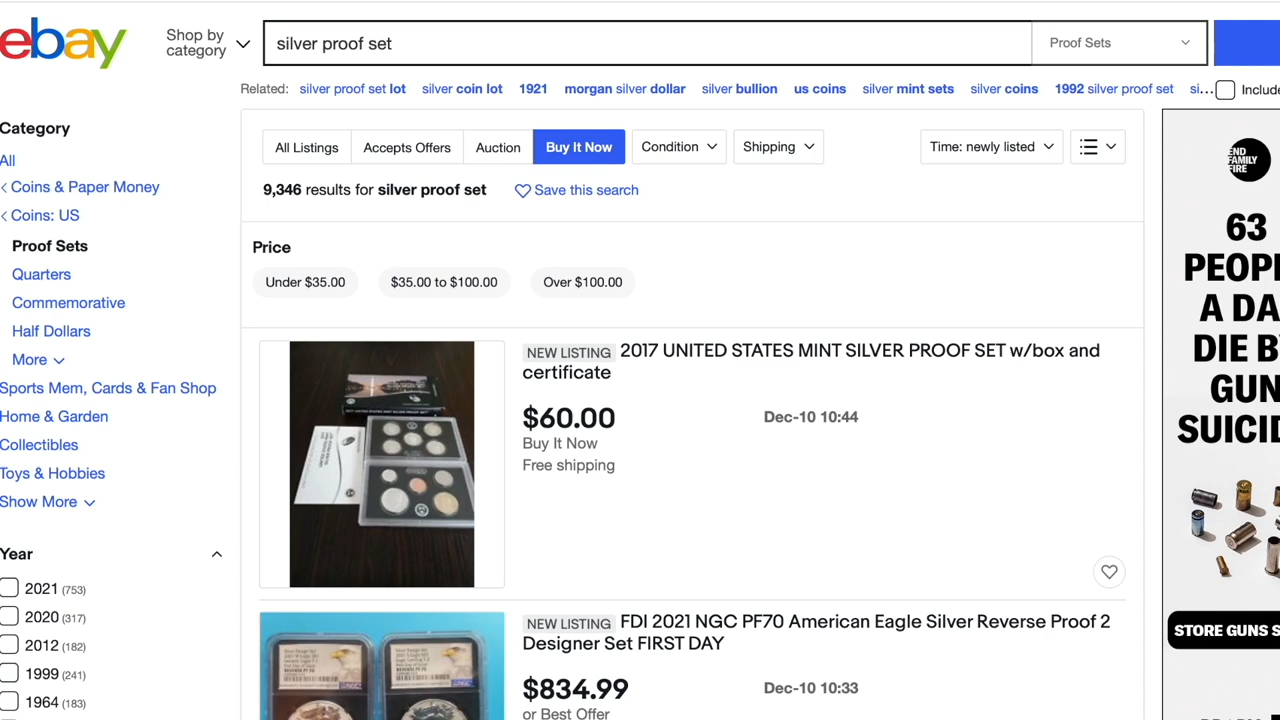 ebay
Shop by
category
silver proof set
Proof Sets
Related: silver proof set lot silver coin lot 1921 morgan silver dollar silver bullion us coins silver mint sets silver coins 1992 silver proof set si...
Include
Category
All
Coins & Paper Money
Coins: US
Proof Sets
Quarters
Commemorative
Half Dollars
More
Sports Mem, Cards & Fan Shop
Home & Garden
Collectibles
Toys & Hobbies
Show More
Year
2021 (753)
2020 (317)
2012 (182)
1999 (241)
1964 (183)
All Listings Accepts Offers Auction Buy It Now Condition Shipping Time: newly listed
9,346 results for silver proof set Save this search
Price
Under $35.00 $35.00 to $100.00 Over $100.00
NEW LISTING 2017 UNITED STATES MINT SILVER PROOF SET w/box and
certificate
$60.00 Dec-10 10:44
Buy It Now
Free shipping
NEW LISTING FDI 2021 NGC PF70 American Eagle Silver Reverse Proof 2
Designer Set FIRST DAY
$834.99 Dec-10 10:33
or Best Offer
END
FAMILY
FIRE
63
PEOPL
A DA
DIE B
GUN
SUICID
STORE GUNS S